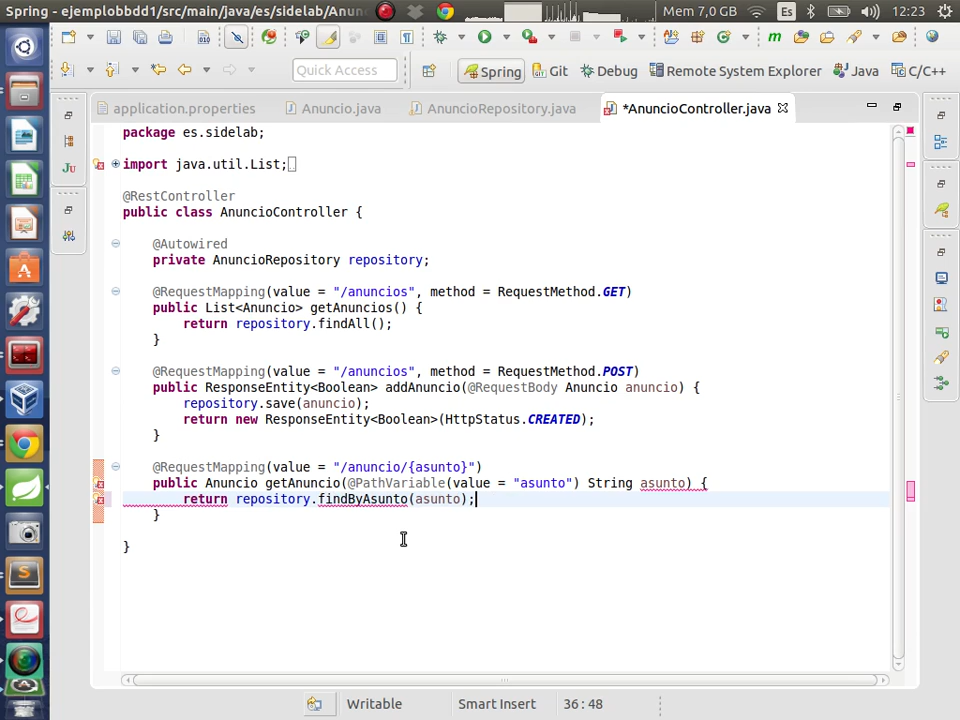 Spring - ejemplobbdd1/src/main/java/es/sidelab/Anun
Mem 7,0 GB
Es
12:23
Quick Access
Spring
Git
Debug
Remote System Explorer
Java
C/C++
application.properties
Anuncio.java
AnuncioRepository.java
*AnuncioController.java
package es.sidelab;
import java.util.List;
@RestController
public class AnuncioController {
@Autowired
private AnuncioRepository repository;
@RequestMapping(value = "/anuncios", method = RequestMethod.GET)
public List<Anuncio> getAnuncios() {
return repository.findAll();
}
@RequestMapping(value = "/anuncios", method = RequestMethod.POST)
public ResponseEntity<Boolean> addAnuncio(@RequestBody Anuncio anuncio) {
repository.save(anuncio);
return new ResponseEntity<Boolean>(HttpStatus.CREATED);
}
@RequestMapping(value = "/anuncio/{asunto}")
public Anuncio getAnuncio(@PathVariable(value = "asunto") String asunto) {
return repository.findByAsunto(asunto);
}
}
Writable
Smart Insert
36:48